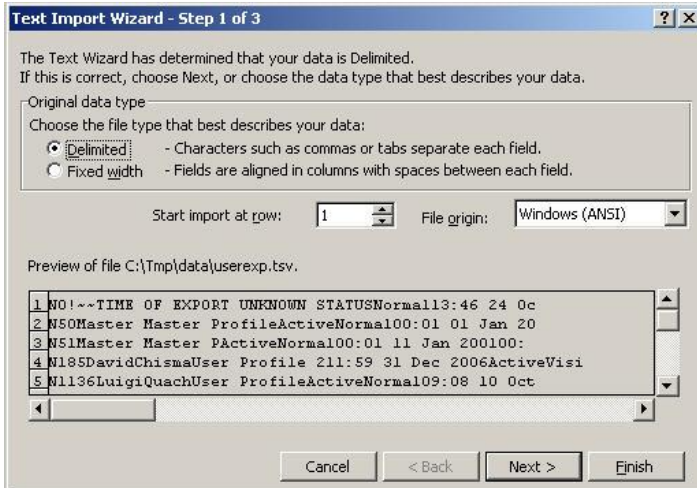 Text Import Wizard - Step 1 of 3
The Text Wizard has determined that your data is Delimited.
If this is correct, choose Next, or choose the data type that best describes your data.
Original data type
Choose the file type that best describes your data:
Delimited - Characters such as commas or tabs separate each field.
Fixed width - Fields are aligned in columns with spaces between each field.
Start import at row: 1 File origin: Windows (ANSI)
Preview of file C:\Tmp\data\userexp.tsv.
1 N0!~~TIME OF EXPORT UNKNOWN STATUSNormal13:46 24 Oc
2 N50Master Master ProfileActiveNormal00:01 01 Jan 20
3 N51Master Master PActiveNormal00:01 11 Jan 200100:
4 N185DavidChismaUser Profile 211:59 31 Dec 2006ActiveVisi
5 N1136LuigiQuachUser ProfileActiveNormal09:08 10 Oct
Cancel < Back Next > Finish